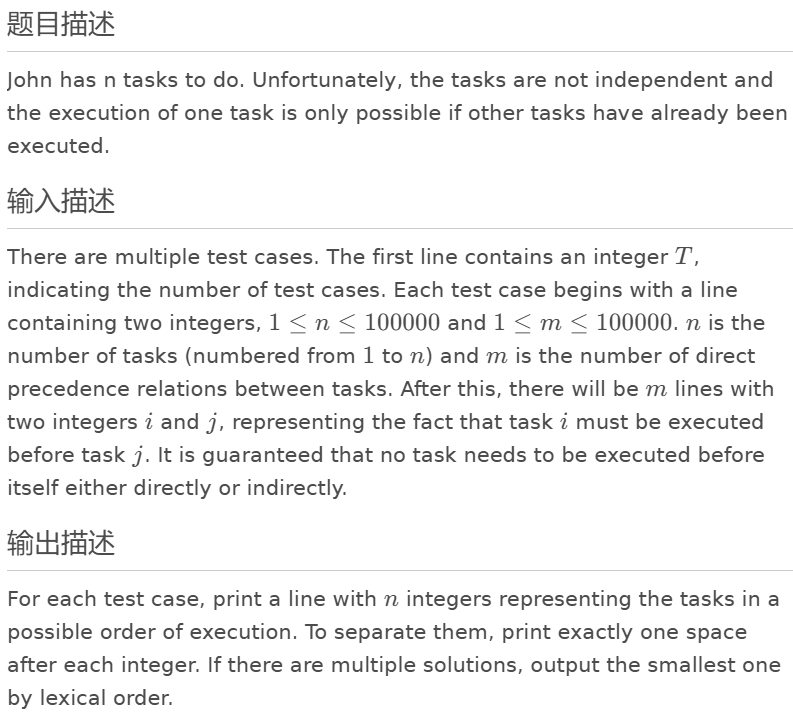 题目描述
John has n tasks to do. Unfortunately, the tasks are not independent and
the execution of one task is only possible if other tasks have already been
executed.
输入描述
There are multiple test cases. The first line contains an integer T,
indicating the number of test cases. Each test case begins with a line
containing two integers, 1 ≤ n ≤ 100000 and 1 ≤ m ≤ 100000. n is the
number of tasks (numbered from 1 to n) and m is the number of direct
precedence relations between tasks. After this, there will be m lines with
two integers i and j, representing the fact that task i must be executed
before task j. It is guaranteed that no task needs to be executed before
itself either directly or indirectly.
输出描述
For each test case, print a line with n integers representing the tasks in a
possible order of execution. To separate them, print exactly one space
after each integer. If there are multiple solutions, output the smallest one
by lexical order.